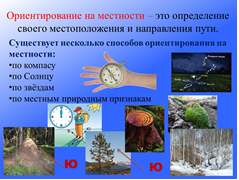 Ориентирование на местности – это определение
своего местоположения и направления пути.
Существует несколько способов ориентирования на
местности:
•по компасу
•по Солнцу
•по звёздам
•по местным природным признакам
Ю
Ю